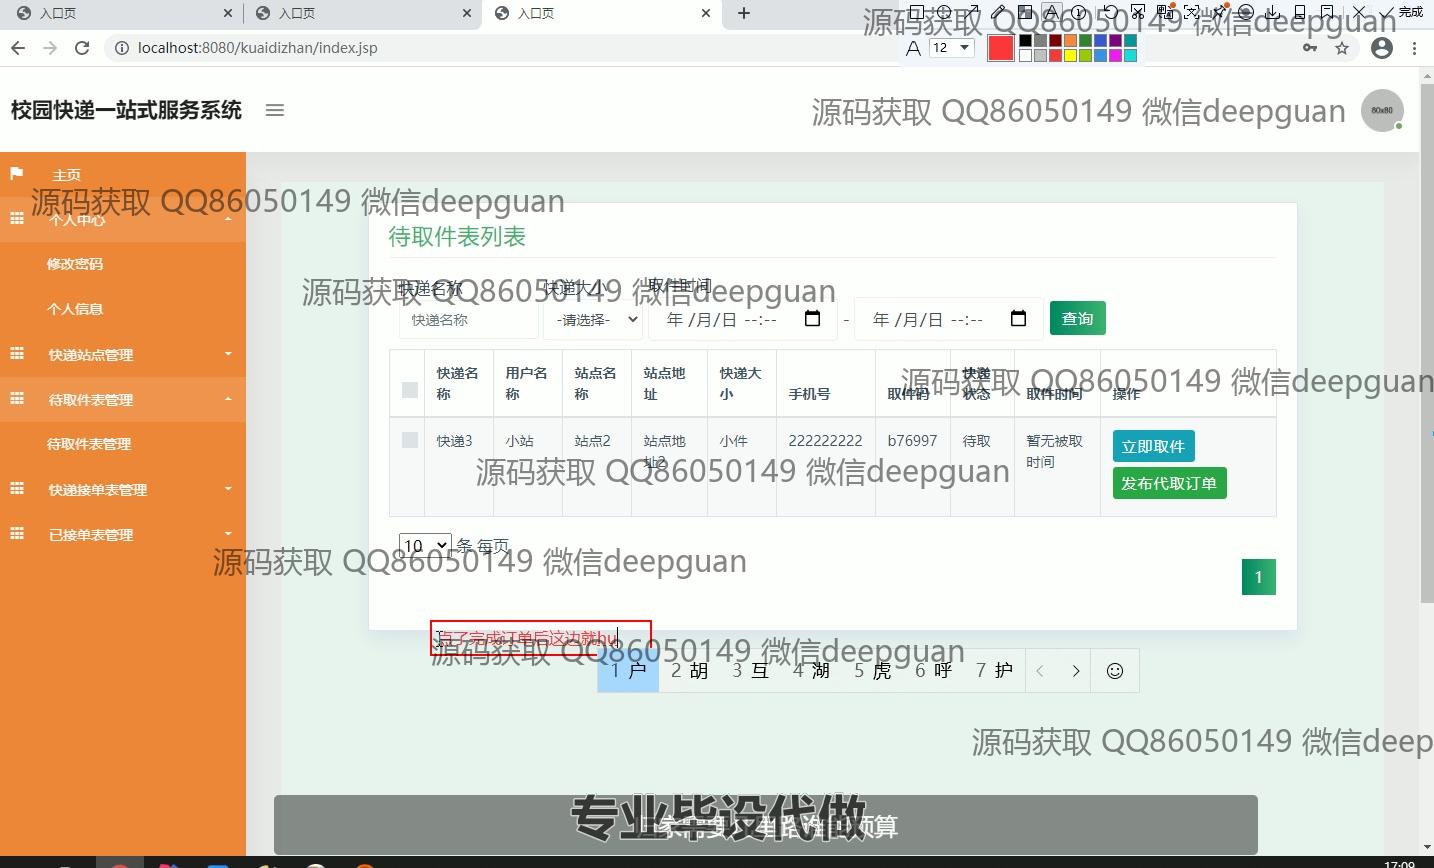 入口页
入口页
入口页
完成
localhost:8080/kuaidizhan/index.jsp
12
源码获取 QQ86050149 微信deepguan
校园快递一站式服务系统
源码获取 QQ86050149 微信deepguan
60x60
主页
源码获取 QQ86050149 微信deepguan
个人中心
修改密码
个人信息
快递站点管理
待取件表管理
待取件表管理
快递接单表管理
已接单表管理
待取件表列表
快递名称 快递大小 取件时间
源码获取 QQ86050149 微信deepguan
快递名称 -请选择- 年 /月/日 --:-- - 年 /月/日 --:-- 查询
快递名称 用户名称 站点名称 站点地址 快递大小 手机号 取件码 快递状态 取件时间 操作
源码获取 QQ86050149 微信deepguan
快递3 小站 站点2 站点地址2 小件 222222222 b76997 待取 暂无被取时间 立即取件
发布代取订单
源码获取 QQ86050149 微信deepguan
10 条 每页
源码获取 QQ86050149 微信deepguan
1
点了完成订单后这边就hu
源码获取 QQ86050149 微信deepguan
1 户 2 胡 3 互 4 湖 5 虎 6 呼 7 护
源码获取 QQ86050149 微信deep
专业毕设代做
预算
17:09